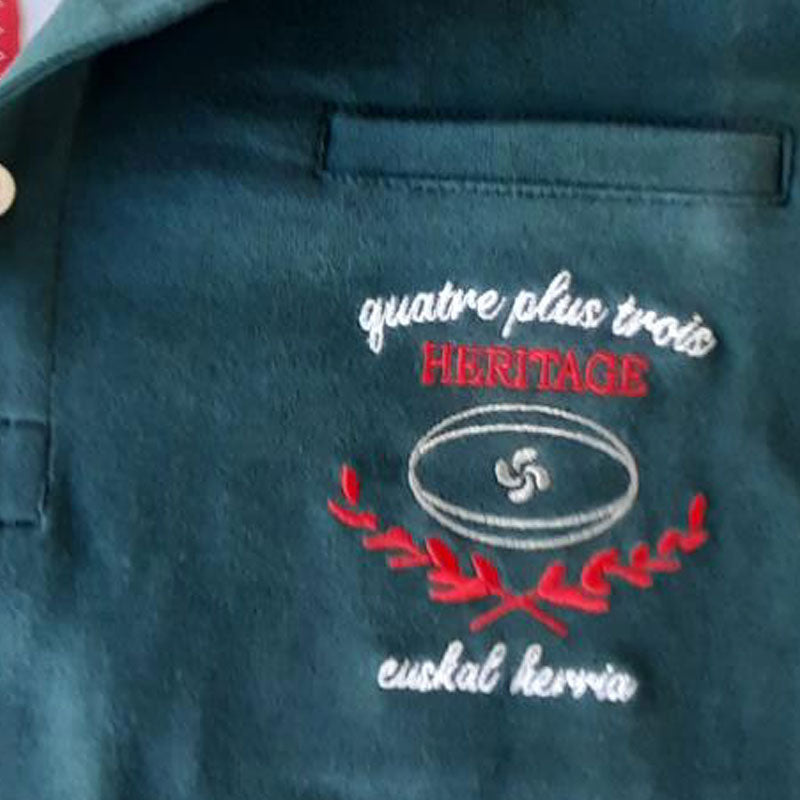 quatre plus trois
HERITAGE
euskal herria